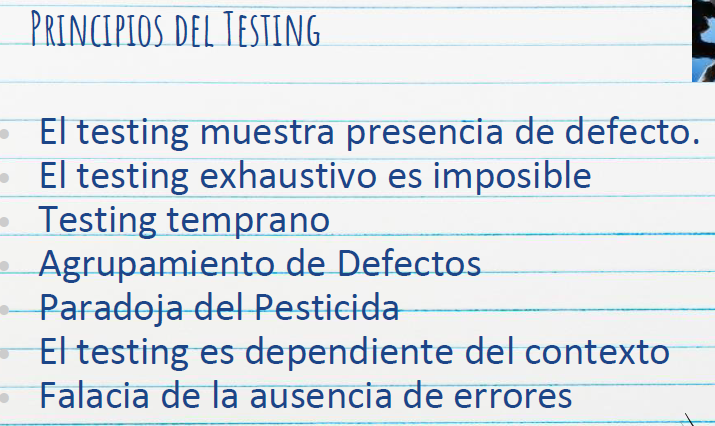 Principios del Testing
El testing muestra presencia de defecto.
El testing exhaustivo es imposible
Testing temprano
Agrupamiento de Defectos
Paradoja del Pesticida
El testing es dependiente del contexto
Falacia de la ausencia de errores